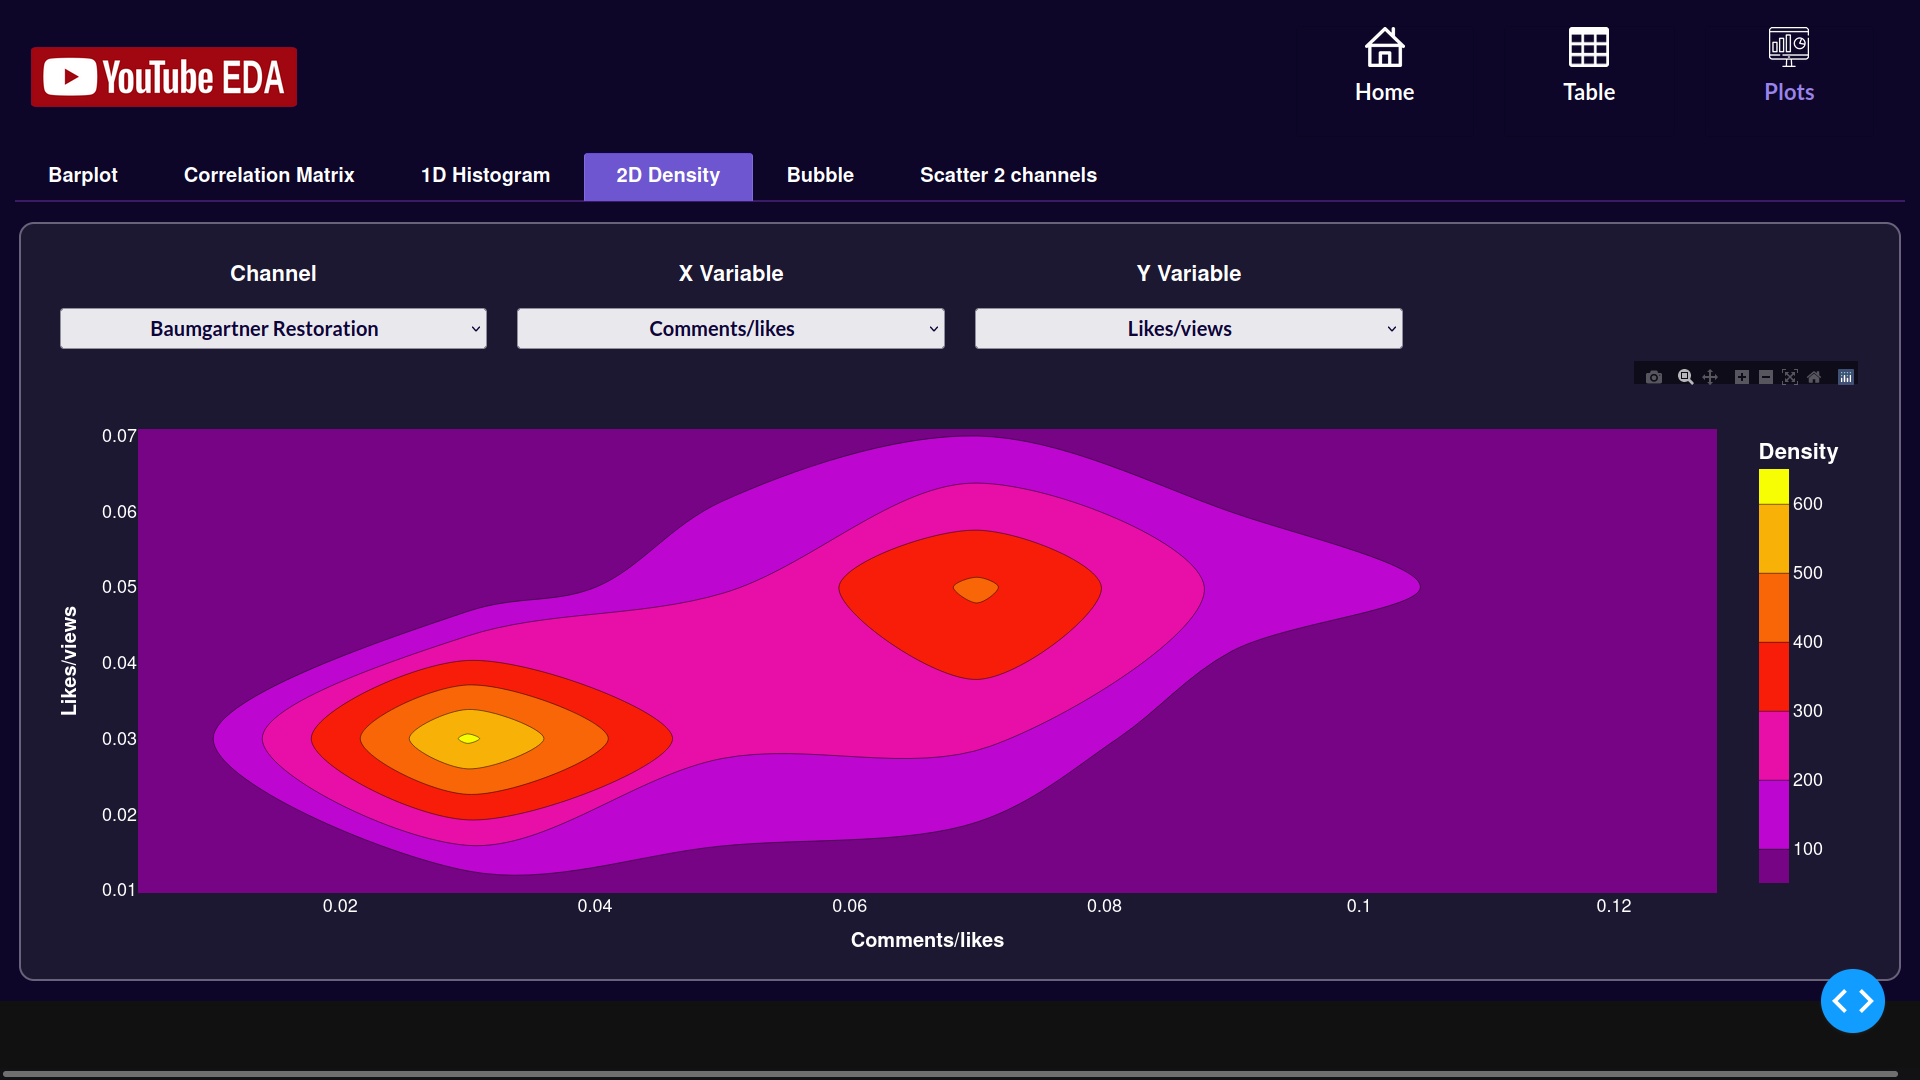 YouTube EDA
Home
Table
Plots
Barplot
Correlation Matrix
1D Histogram
2D Density
Bubble
Scatter 2 channels
Channel
X Variable
Y Variable
Baumgartner Restoration
Comments/likes
Likes/views
Density
600
500
400
300
200
100
Likes/views
0.07
0.06
0.05
0.04
0.03
0.02
0.01
0.02
0.04
0.06
0.08
0.1
0.12
Comments/likes